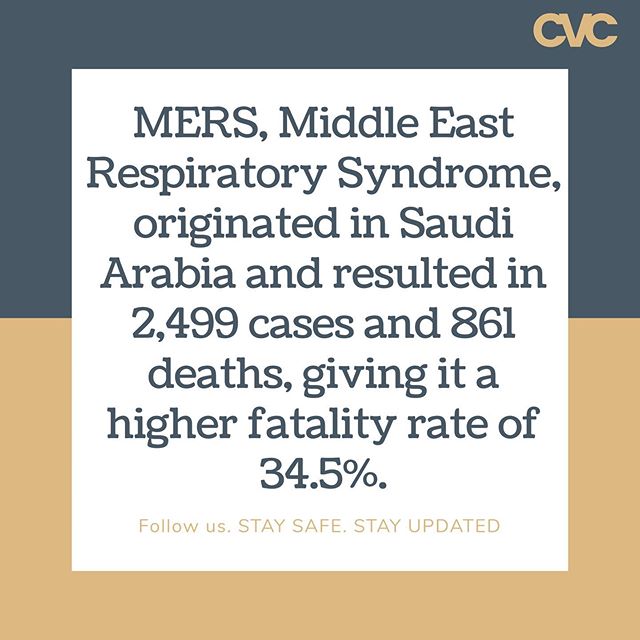 CVC
MERS, Middle East
Respiratory Syndrome,
originated in Saudi
Arabia and resulted in
2,499 cases and 861
deaths, giving it a
higher fatality rate of
34.5%.
Follow us. STAY SAFE. STAY UPDATED